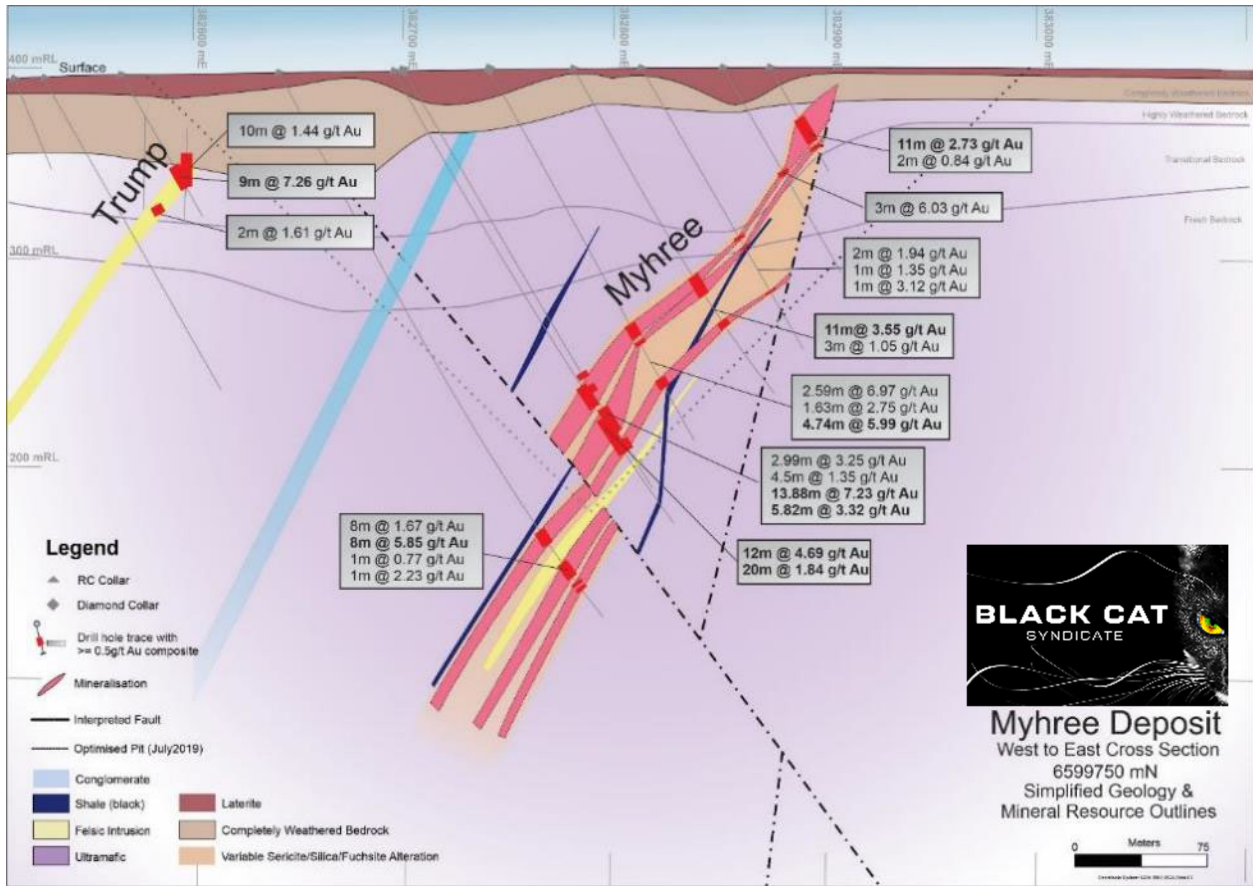 382600 mE
382700 mE
382800 mE
382900 mE
383000 mE
400 mRL
Surface
Completely Weathered Bedrock
Highly Weathered Bedrock
Transitional Bedrock
Fresh Bedrock
300 mRL
200 mRL
Trump
10m @ 1.44 g/t Au
9m @ 7.26 g/t Au
2m @ 1.61 g/t Au
Myhree
11m @ 2.73 g/t Au
2m @ 0.84 g/t Au
3m @ 6.03 g/t Au
2m @ 1.94 g/t Au
1m @ 1.35 g/t Au
1m @ 3.12 g/t Au
11m@ 3.55 g/t Au
3m @ 1.05 g/t Au
2.59m @ 6.97 g/t Au
1.63m @ 2.75 g/t Au
4.74m @ 5.99 g/t Au
2.99m @ 3.25 g/t Au
4.5m @ 1.35 g/t Au
13.88m @ 7.23 g/t Au
5.82m @ 3.32 g/t Au
12m @ 4.69 g/t Au
20m @ 1.84 g/t Au
8m @ 1.67 g/t Au
8m @ 5.85 g/t Au
1m @ 0.77 g/t Au
1m @ 2.23 g/t Au
Legend
RC Collar
Diamond Collar
Drill hole trace with
>= 0.5g/t Au composite
Mineralisation
Interpreted Fault
Optimised Pit (July2019)
Conglomerate
Shale (black)
Felsic Intrusion
Ultramafic
Laterite
Completely Weathered Bedrock
Variable Sericite/Silica/Fuchsite Alteration
BLACK CAT
SYNDICATE
Myhree Deposit
West to East Cross Section
6599750 mN
Simplified Geology &
Mineral Resource Outlines
Meters
0 75